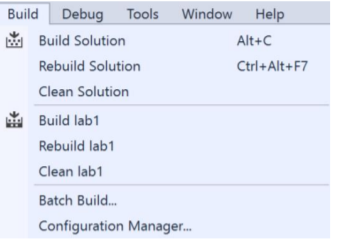 Build Debug Tools Window Help
Build Solution Alt+C
Rebuild Solution Ctrl+Alt+F7
Clean Solution
Build lab1
Rebuild lab1
Clean lab1
Batch Build...
Configuration Manager...